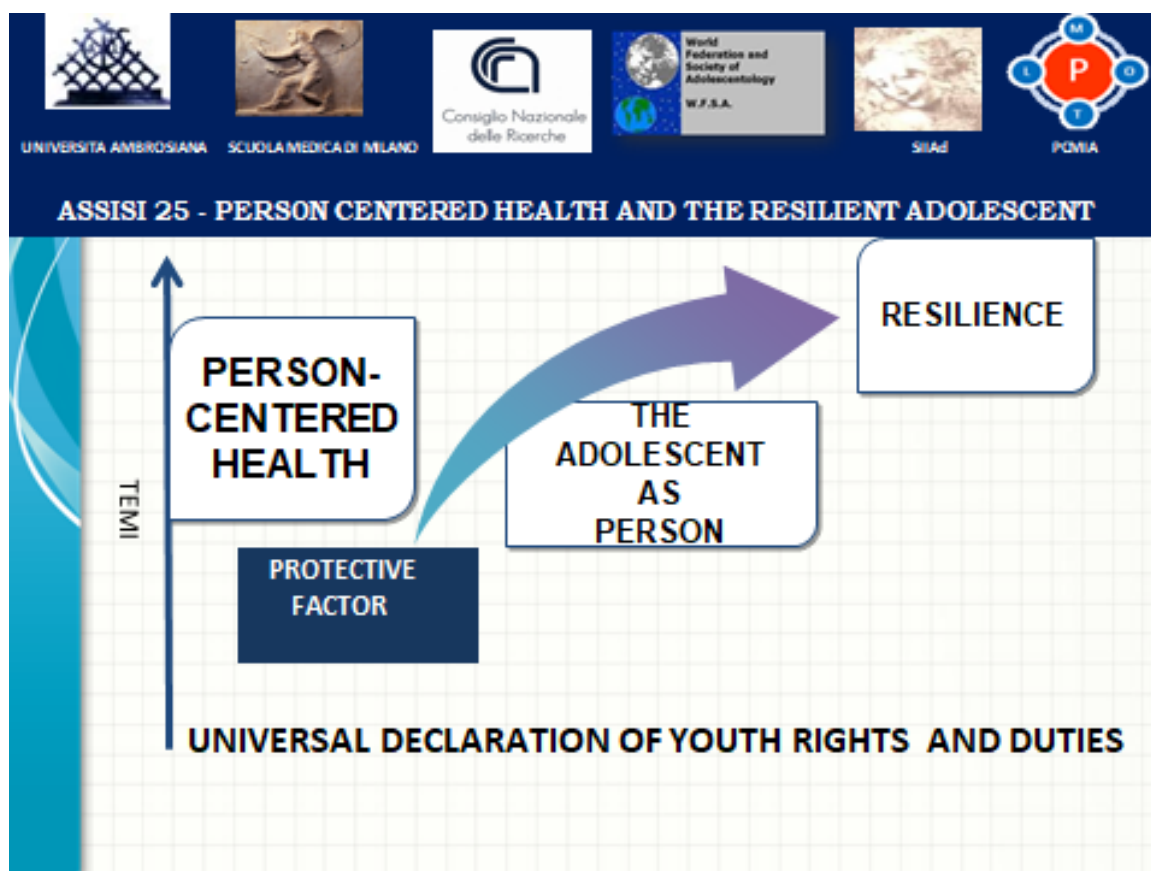 World
Federation and
Society of
Adolescentology
W.F.S.A.
Consiglio Nazionale
delle Ricerche
M
L
P
O
T
UNIVERSITA AMBROSIANA
SCUOLA MEDICA DI MILANO
SIIAd
PCMIA
ASSISI 25 - PERSON CENTERED HEALTH AND THE RESILIENT ADOLESCENT
RESILIENCE
PERSON-
CENTERED
HEALTH
THE
ADOLESCENT
AS
PERSON
TEMI
PROTECTIVE
FACTOR
UNIVERSAL DECLARATION OF YOUTH RIGHTS AND DUTIES